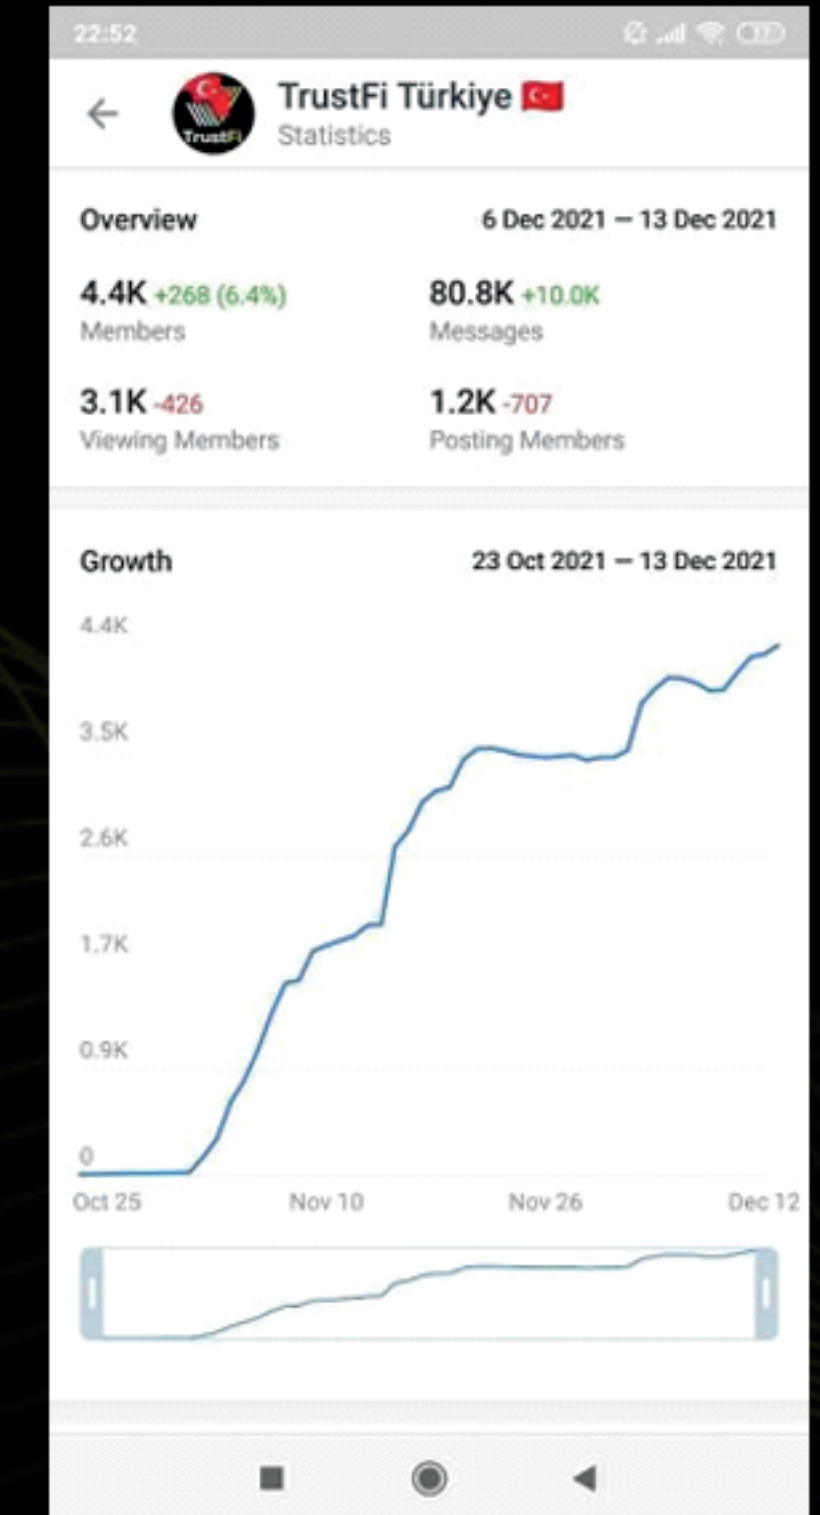 22:52
TrustFi Türkiye
TrustFi
Statistics
Overview 6 Dec 2021 — 13 Dec 2021
4.4K +268 (6.4%) 80.8K +10.0K
Members Messages
3.1K -426 1.2K -707
Viewing Members Posting Members
Growth 23 Oct 2021 — 13 Dec 2021
4.4K
3.5K
2.6K
1.7K
0.9K
0
Oct 25 Nov 10 Nov 26 Dec 12